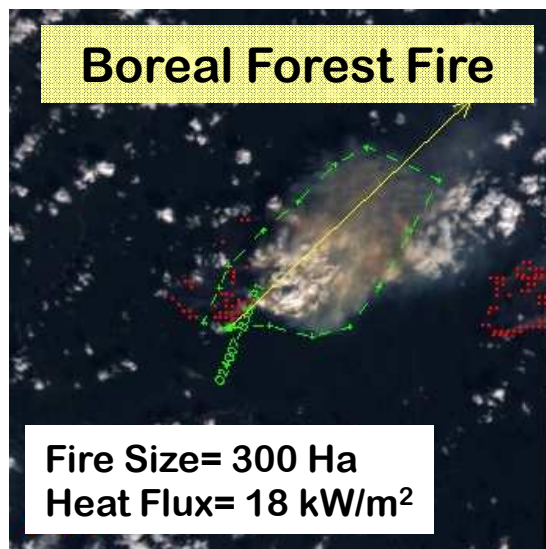 Boreal Forest Fire
Fire Size= 300 Ha
Heat Flux= 18 kW/m²